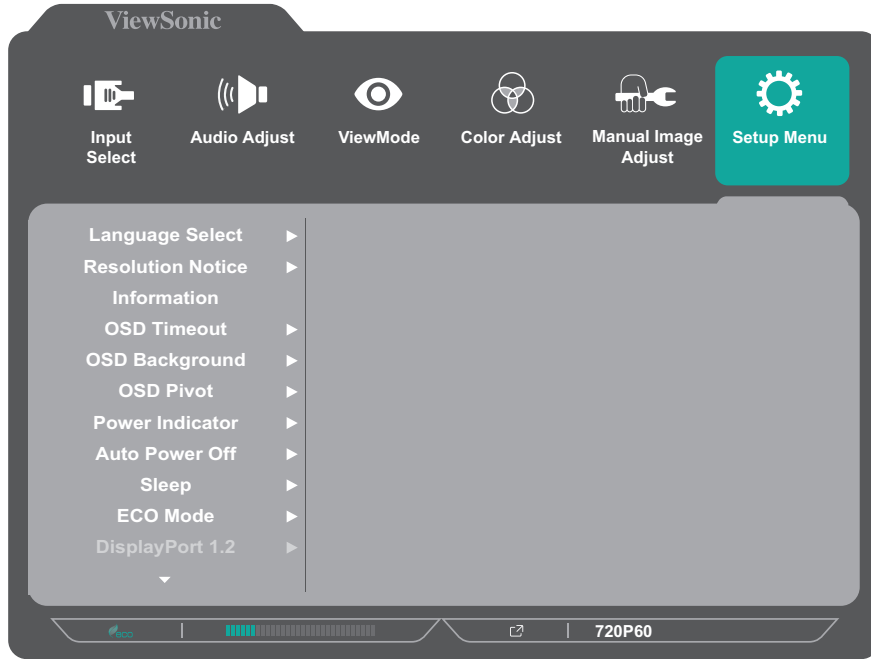 ViewSonic
Input
Select
Audio Adjust
ViewMode
Color Adjust
Manual Image
Adjust
Setup Menu
Language Select
Resolution Notice
Information
OSD Timeout
OSD Background
OSD Pivot
Power Indicator
Auto Power Off
Sleep
ECO Mode
DisplayPort 1.2
eco
720P60